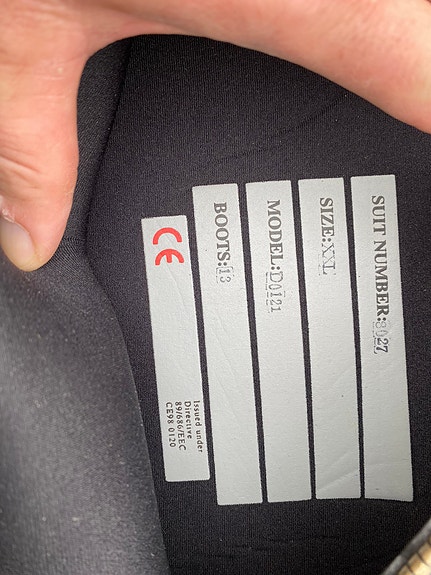 SUIT NUMBER:3027
SIZE:XXL
MODEL:D0121
BOOTS:13
CE
Issued under
Directive
89/686/EEC
CE98 0120